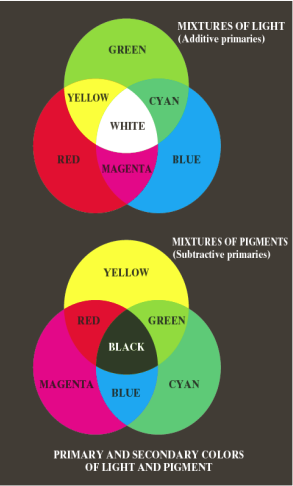 MIXTURES OF LIGHT
(Additive primaries)
GREEN
YELLOW
CYAN
WHITE
RED
BLUE
MAGENTA
MIXTURES OF PIGMENTS
(Subtractive primaries)
YELLOW
RED
GREEN
BLACK
MAGENTA
CYAN
BLUE
PRIMARY AND SECONDARY COLORS
OF LIGHT AND PIGMENT